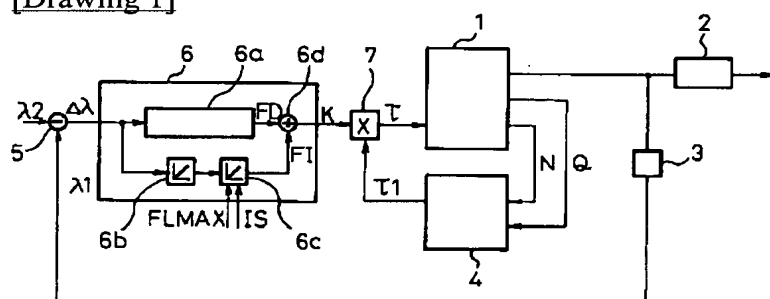 [Drawing 1]
1
2
6
6a
6d
7
λ2
Δλ
FD
K
τ
5
−
+
X
FI
N
Q
3
λ1
τ1
6b
FLMAX
IS
6c
4